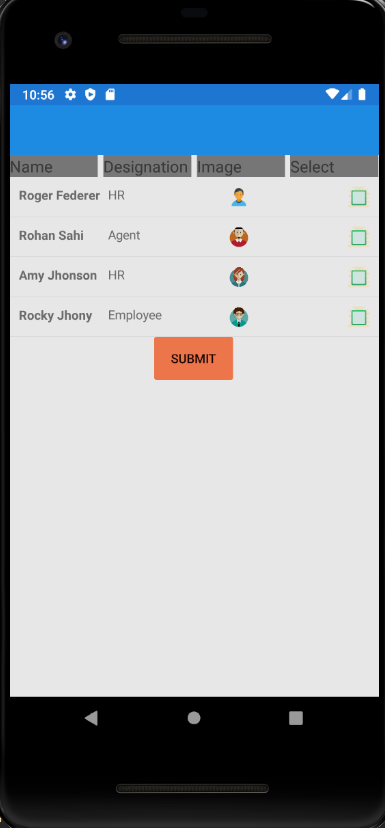 10:56
Name Designation Image Select
Roger Federer HR
Rohan Sahi Agent
Amy Jhonson HR
Rocky Jhony Employee
SUBMIT